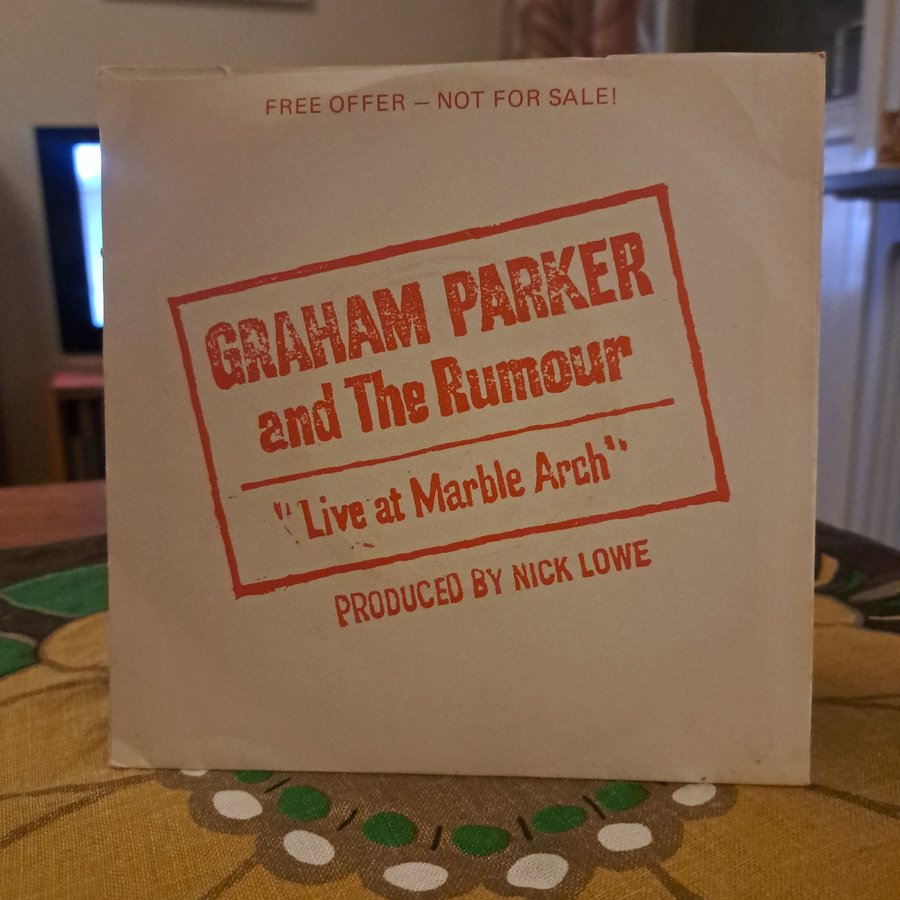 FREE OFFER – NOT FOR SALE!
GRAHAM PARKER
and The Rumour
"Live at Marble Arch"
PRODUCED BY NICK LOWE